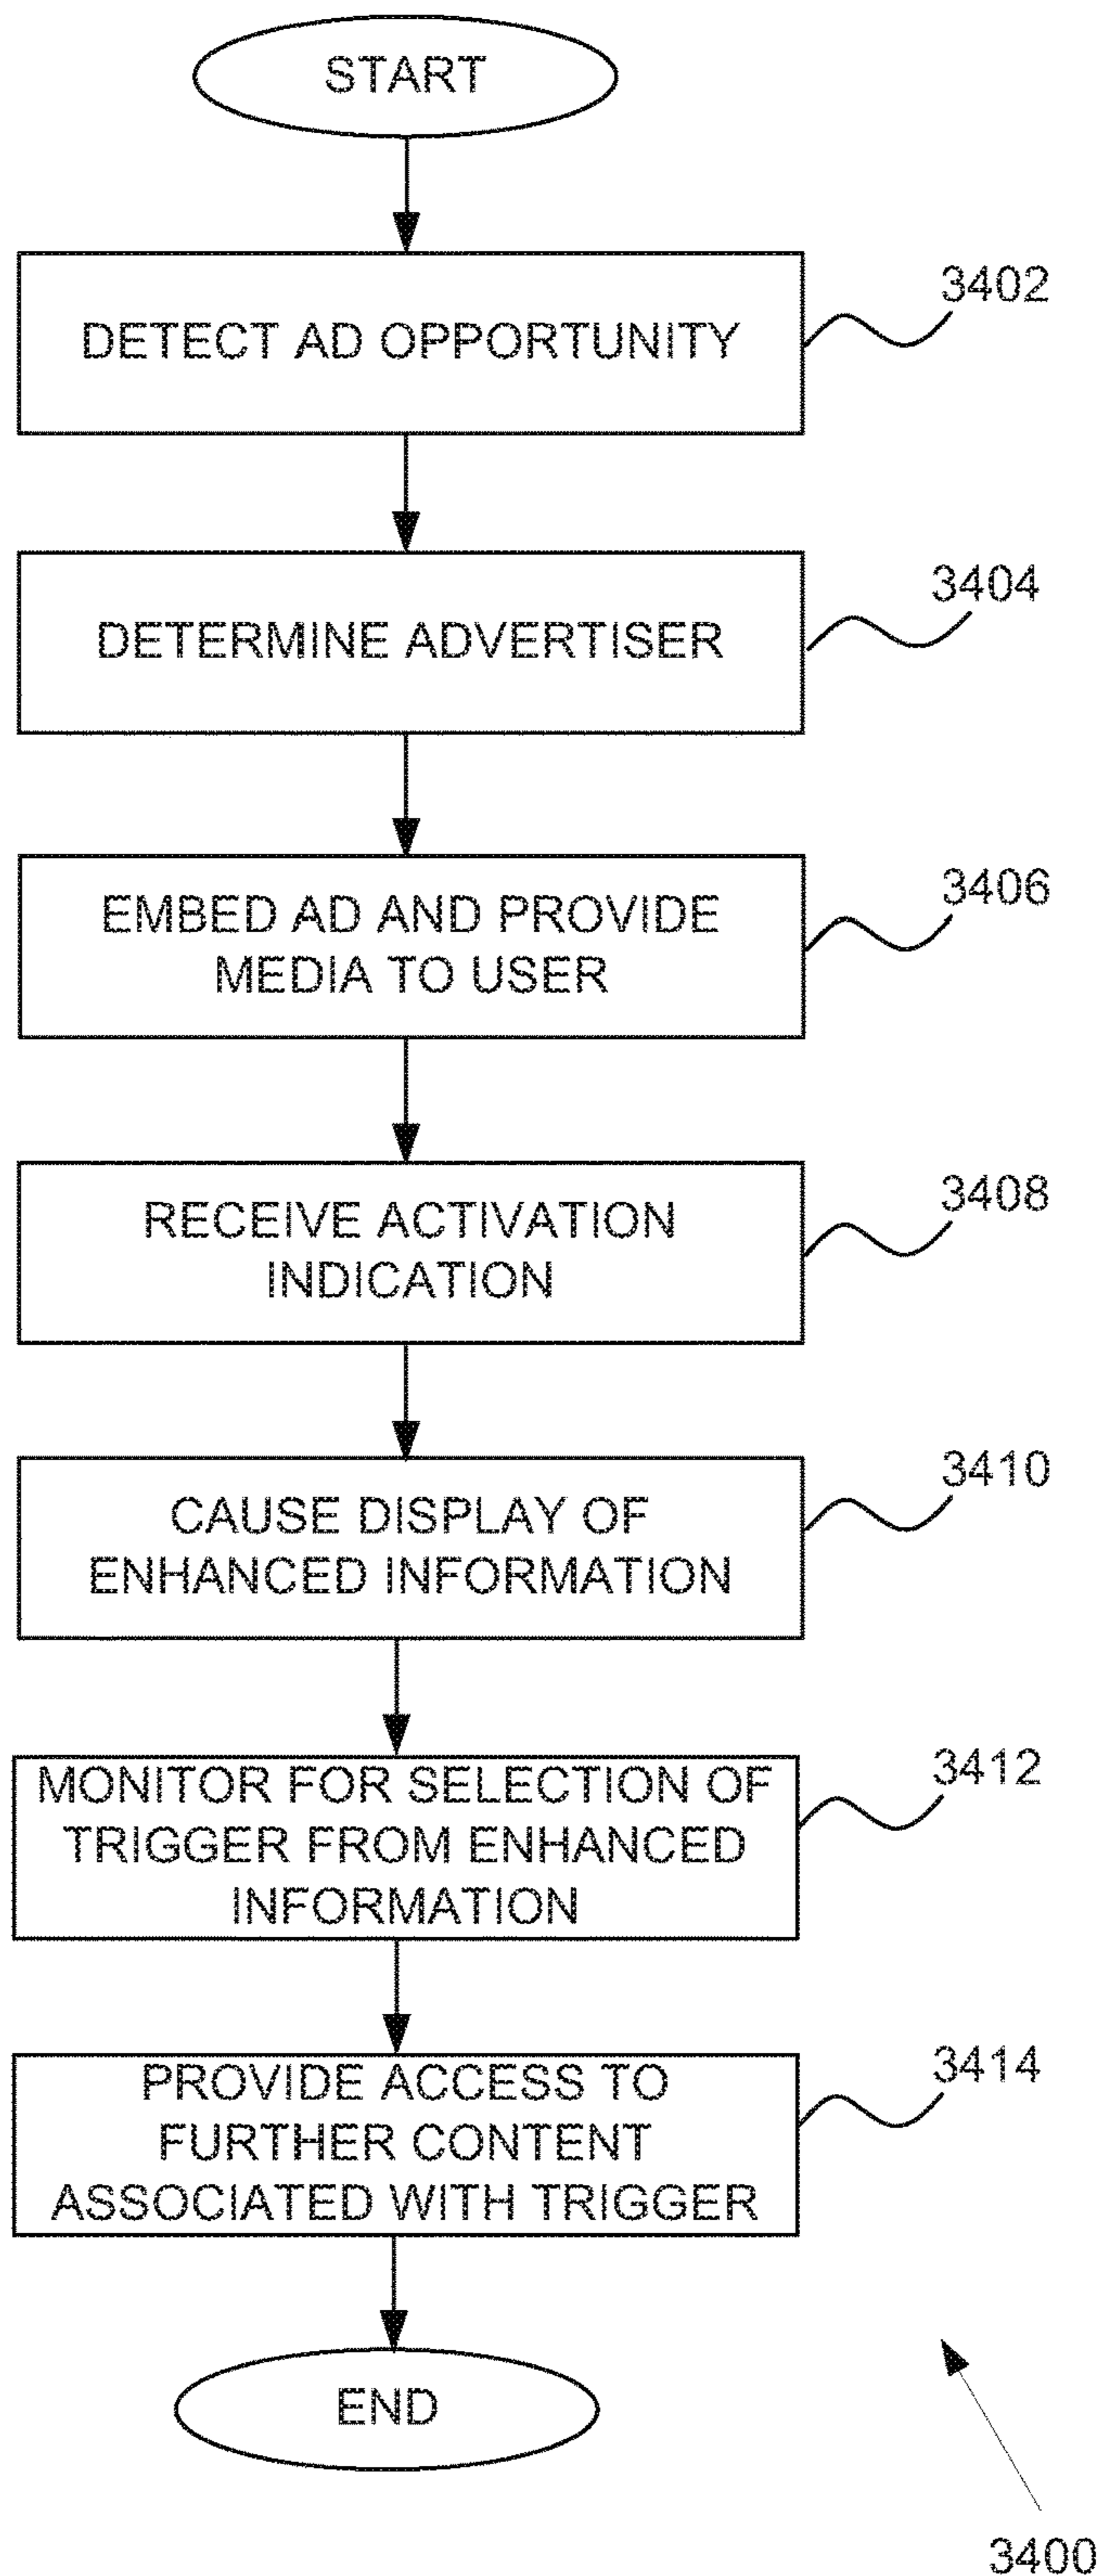 START
DETECT AD OPPORTUNITY
3402
DETERMINE ADVERTISER
3404
EMBED AD AND PROVIDE
MEDIA TO USER
3406
RECEIVE ACTIVATION
INDICATION
3408
CAUSE DISPLAY OF
ENHANCED INFORMATION
3410
MONITOR FOR SELECTION OF
TRIGGER FROM ENHANCED
INFORMATION
3412
PROVIDE ACCESS TO
FURTHER CONTENT
ASSOCIATED WITH TRIGGER
3414
END
3400